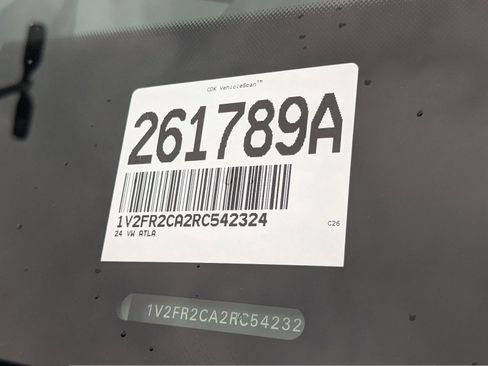 CDK VehicleScan™
261789A
1V2FR2CA2RC542324
24 VW ATLA
C26
1V2FR2CA2RC54232